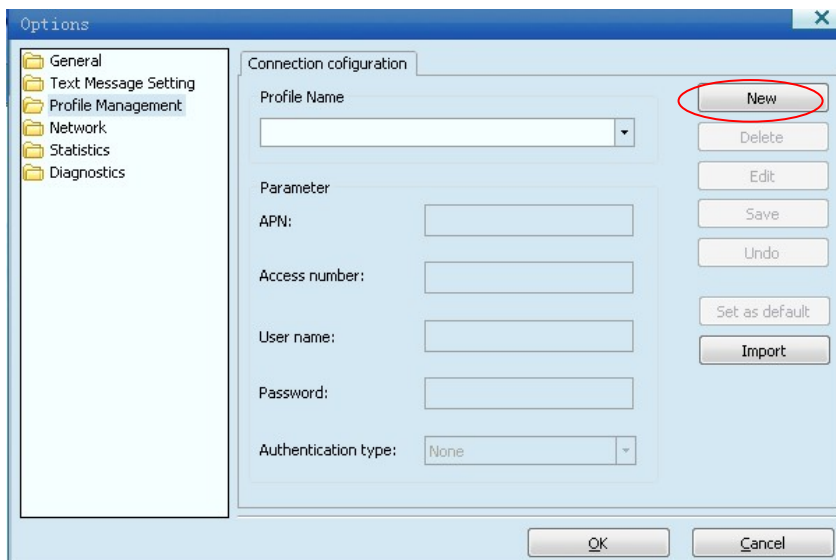 Options
General
Text Message Setting
Profile Management
Network
Statistics
Diagnostics
Connection cofiguration
Profile Name
Parameter
APN:
Access number:
User name:
Password:
Authentication type:
None
New
Delete
Edit
Save
Undo
Set as default
Import
OK
Cancel